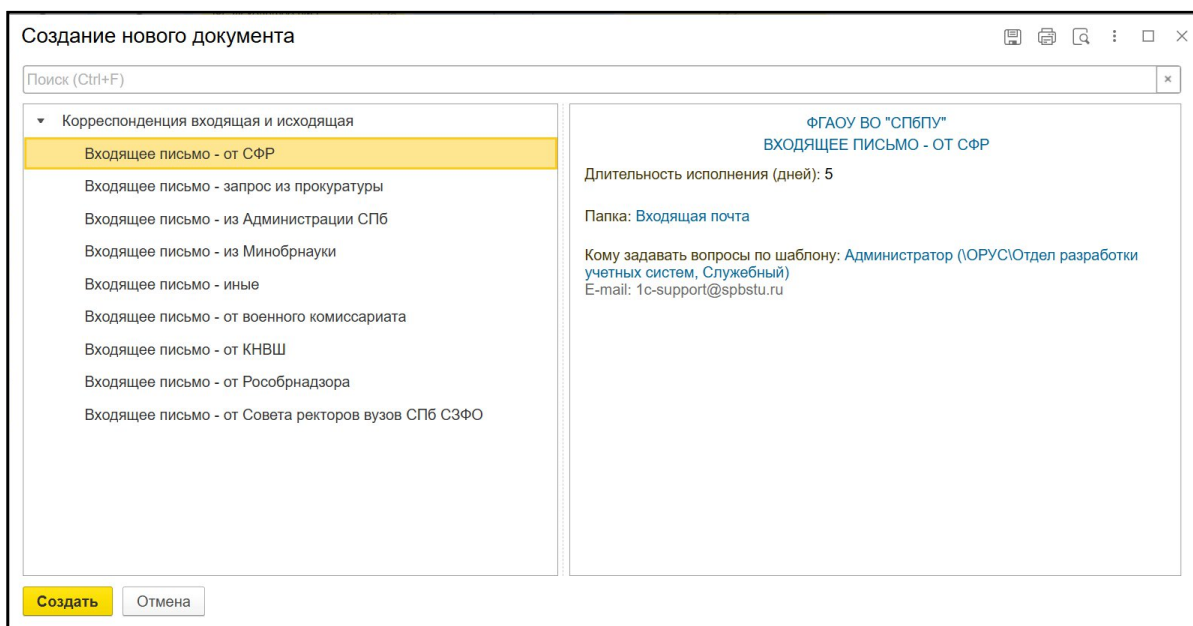 Создание нового документа
Поиск (Ctrl+F)
Корреспонденция входящая и исходящая
Входящее письмо - от СФР
Входящее письмо - запрос из прокуратуры
Входящее письмо - из Администрации СПб
Входящее письмо - из Минобрнауки
Входящее письмо - иные
Входящее письмо - от военного комиссариата
Входящее письмо - от КНВШ
Входящее письмо - от Рособрнадзора
Входящее письмо - от Совета ректоров вузов СПб СЗФО
ФГАОУ ВО "СПбПУ"
ВХОДЯЩЕЕ ПИСЬМО - ОТ СФР
Длительность исполнения (дней): 5
Папка: Входящая почта
Кому задавать вопросы по шаблону: Администратор (\ОРУС\Отдел разработки
учетных систем, Служебный)
E-mail: 1c-support@spbstu.ru
Создать
Отмена